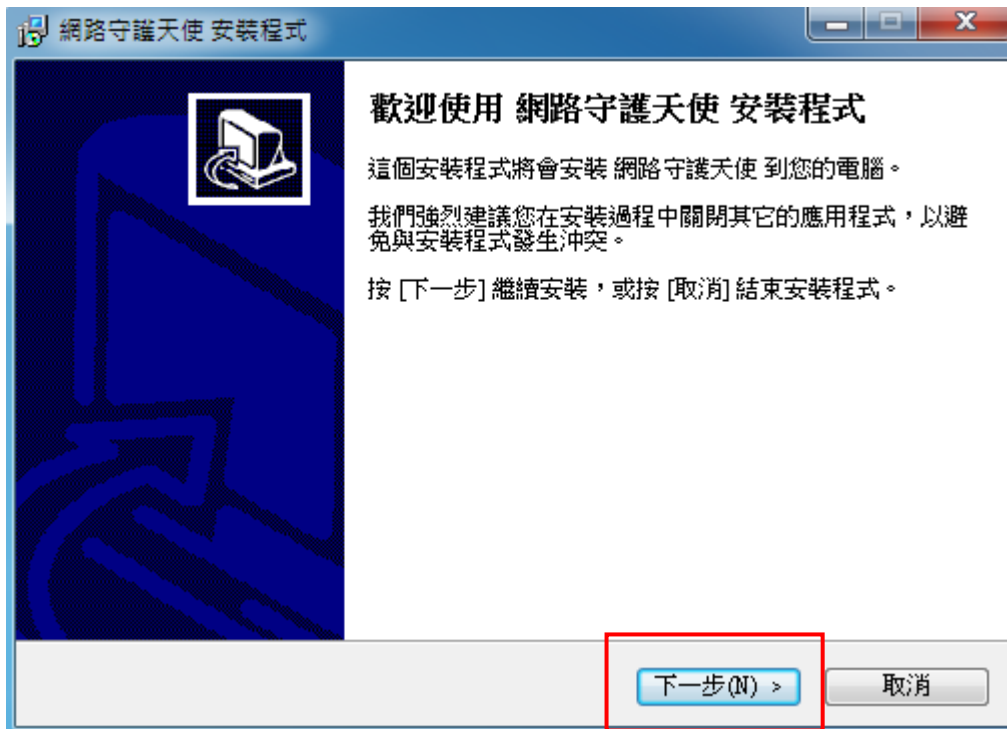 網路守護天使 安裝程式
歡迎使用 網路守護天使 安裝程式
這個安裝程式將會安裝 網路守護天使 到您的電腦。
我們強烈建議您在安裝過程中關閉其它的應用程式，以避
免與安裝程式發生沖突。
按 [下一步] 繼續安裝，或按 [取消] 結束安裝程式。
下一步(N) >
取消